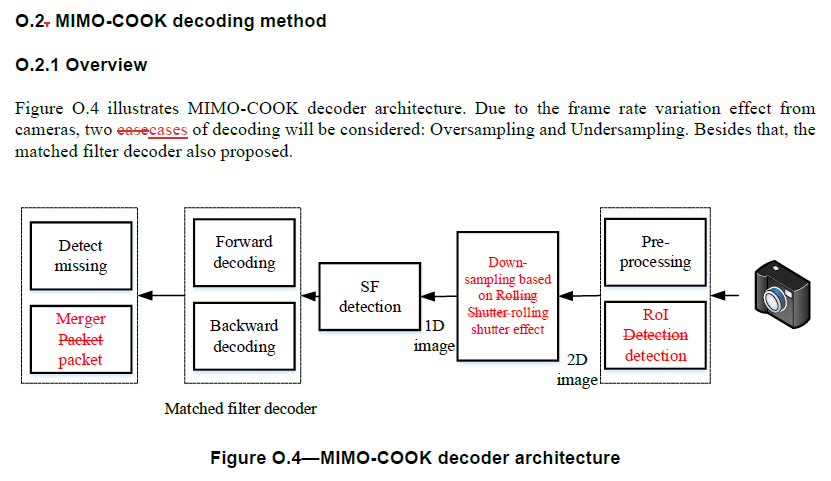 O.2. MIMO-COOK decoding method
O.2.1 Overview
Figure O.4 illustrates MIMO-COOK decoder architecture. Due to the frame rate variation effect from
cameras, two casecases of decoding will be considered: Oversampling and Undersampling. Besides that, the
matched filter decoder also proposed.
Detect
missing
Merger
Packet
packet
Forward
decoding
Backward
decoding
Matched filter decoder
SF
detection
1D
image
Down-
sampling based
on Rolling
Shutter rolling
shutter effect
2D
image
Pre-
processing
RoI
Detection
detection
Figure O.4—MIMO-COOK decoder architecture